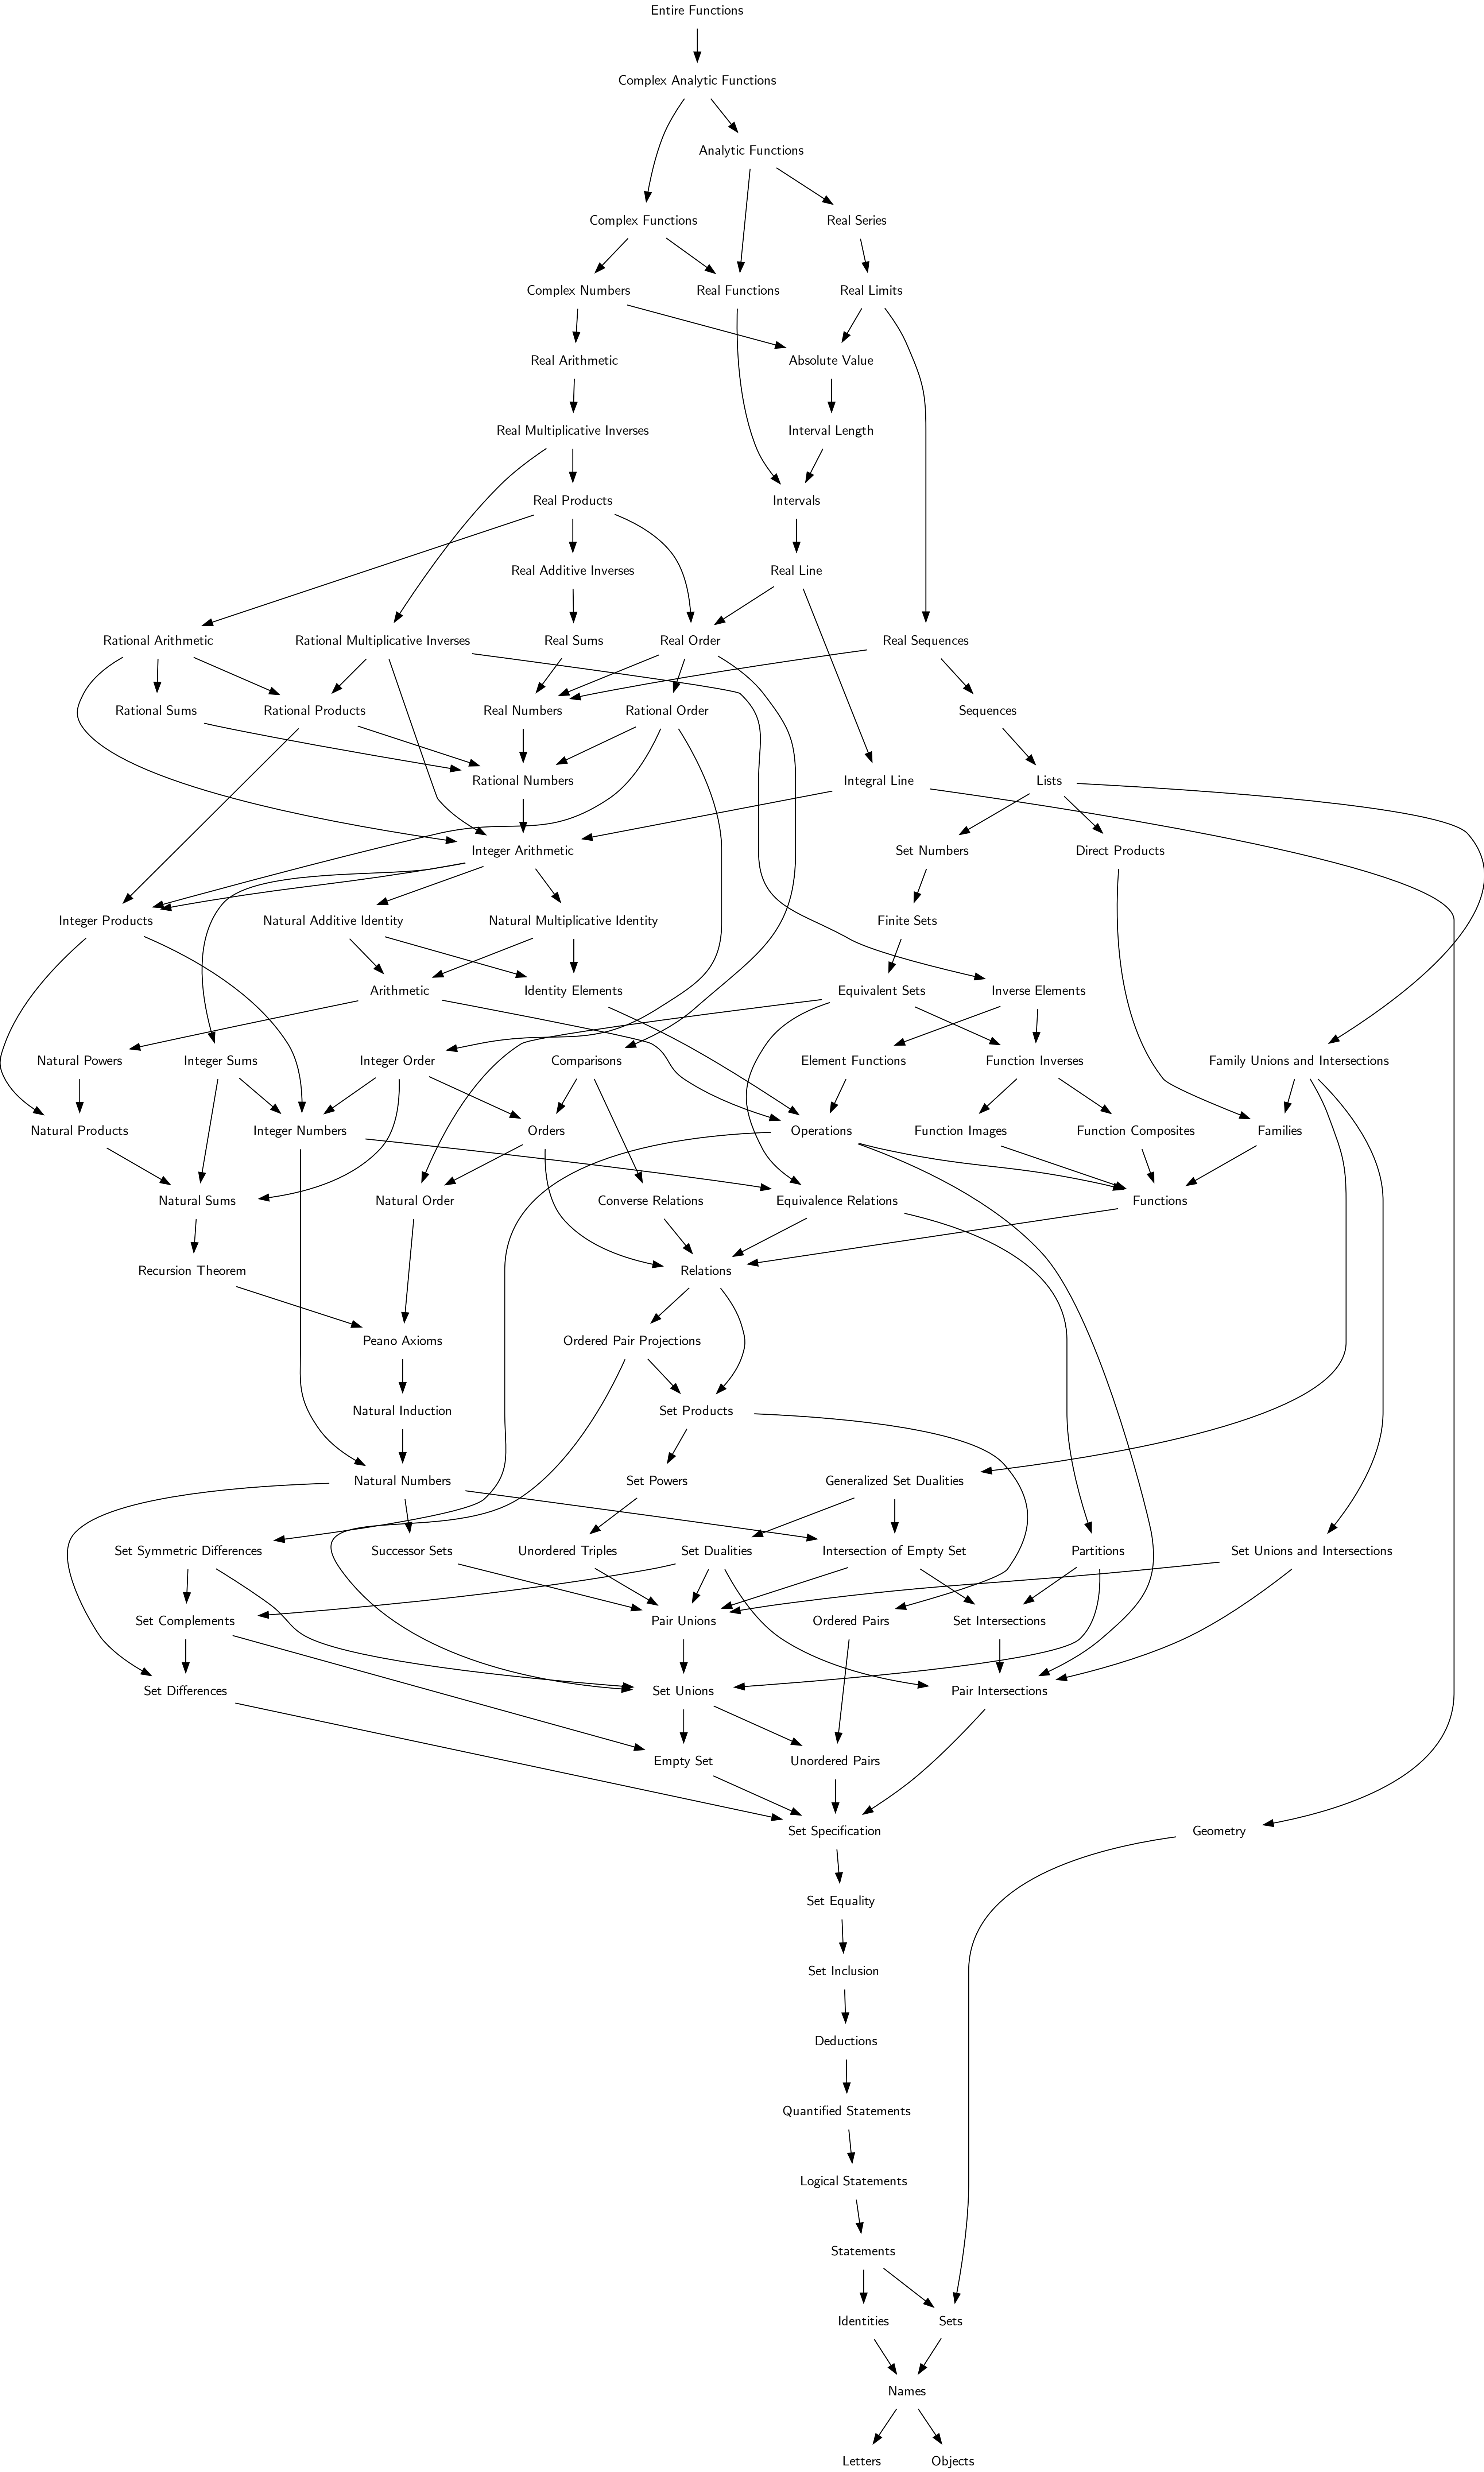 Entire Functions
Complex Analytic Functions
Analytic Functions
Complex Functions
Real Series
Complex Numbers
Real Functions
Real Limits
Real Arithmetic
Absolute Value
Real Multiplicative Inverses
Interval Length
Real Products
Intervals
Real Additive Inverses
Real Line
Rational Arithmetic
Rational Multiplicative Inverses
Real Sums
Real Order
Real Sequences
Rational Sums
Rational Products
Real Numbers
Rational Order
Sequences
Rational Numbers
Integral Line
Lists
Integer Arithmetic
Set Numbers
Direct Products
Integer Products
Natural Additive Identity
Natural Multiplicative Identity
Finite Sets
Arithmetic
Identity Elements
Equivalent Sets
Inverse Elements
Natural Powers
Integer Sums
Integer Order
Comparisons
Element Functions
Function Inverses
Family Unions and Intersections
Natural Products
Integer Numbers
Orders
Operations
Function Images
Function Composites
Families
Natural Sums
Natural Order
Converse Relations
Equivalence Relations
Functions
Recursion Theorem
Relations
Peano Axioms
Ordered Pair Projections
Natural Induction
Set Products
Natural Numbers
Set Powers
Generalized Set Dualities
Set Symmetric Differences
Successor Sets
Unordered Triples
Set Dualities
Intersection of Empty Set
Partitions
Set Unions and Intersections
Set Complements
Pair Unions
Ordered Pairs
Set Intersections
Set Differences
Set Unions
Pair Intersections
Empty Set
Unordered Pairs
Set Specification
Geometry
Set Equality
Set Inclusion
Deductions
Quantified Statements
Logical Statements
Statements
Identities
Sets
Names
Letters
Objects